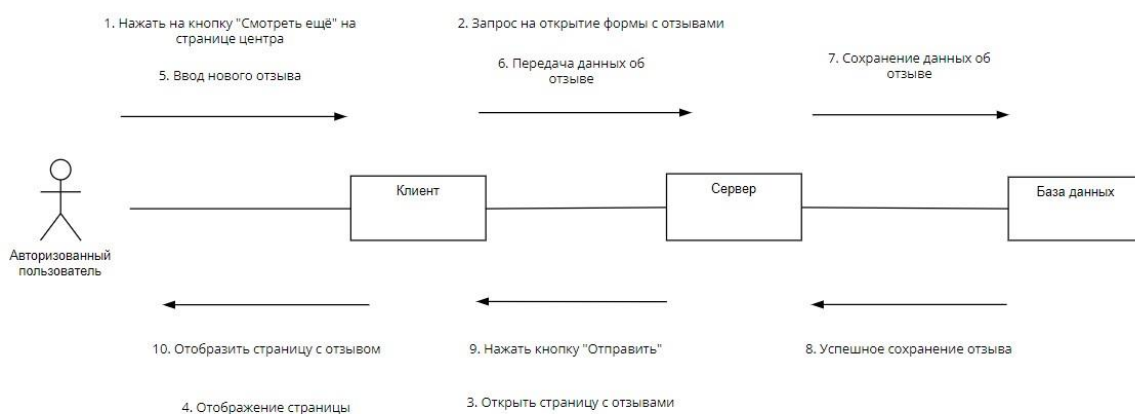 1. Нажать на кнопку "Смотреть ещё" на
странице центра
2. Запрос на открытие формы с отзывами
5. Ввод нового отзыва
6. Передача данных об
отзыве
7. Сохранение данных об
отзыве
Клиент
Сервер
База данных
Авторизованный
пользователь
10. Отобразить страницу с отзывом
9. Нажать кнопку "Отправить"
8. Успешное сохранение отзыва
4. Отображение страницы
3. Открыть страницу с отзывами